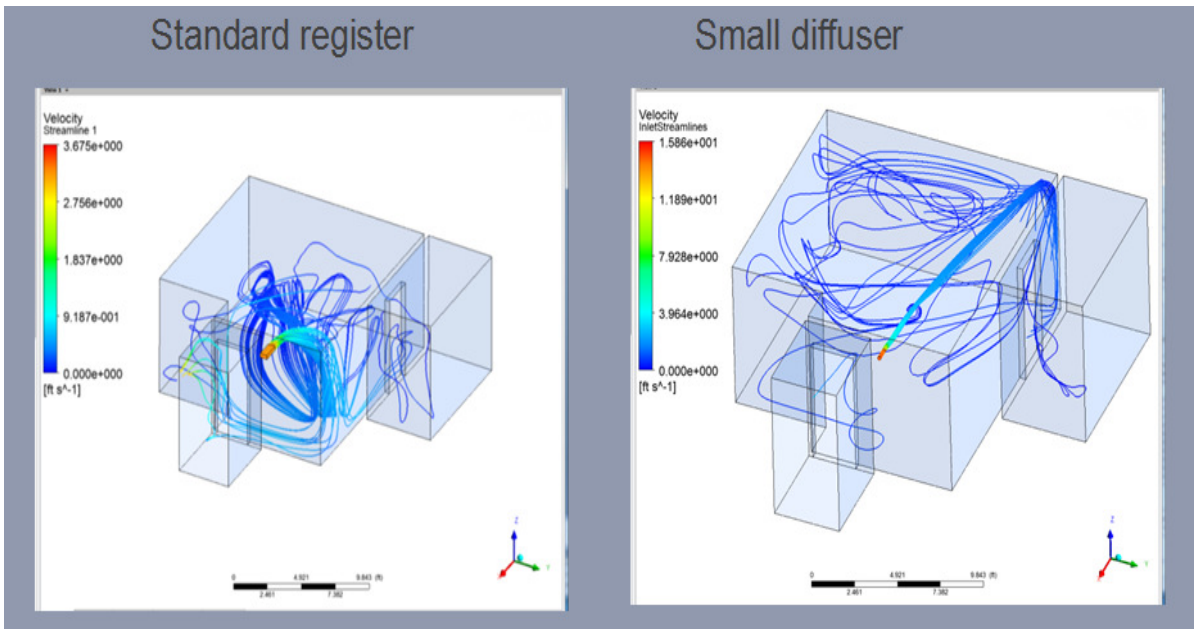 Standard register
Small diffuser
View 1
Velocity
Streamline 1
3.675e+000
2.756e+000
1.837e+000
9.187e-001
0.000e+000
[ft s^-1]
0
4.921
9.843 (ft)
2.461
7.382
Z
Y
Velocity
InletStreamlines
1.586e+001
1.189e+001
7.928e+000
3.964e+000
0.000e+000
[ft s^-1]
0
4.921
9.843 (ft)
2.461
7.382
Z
Y